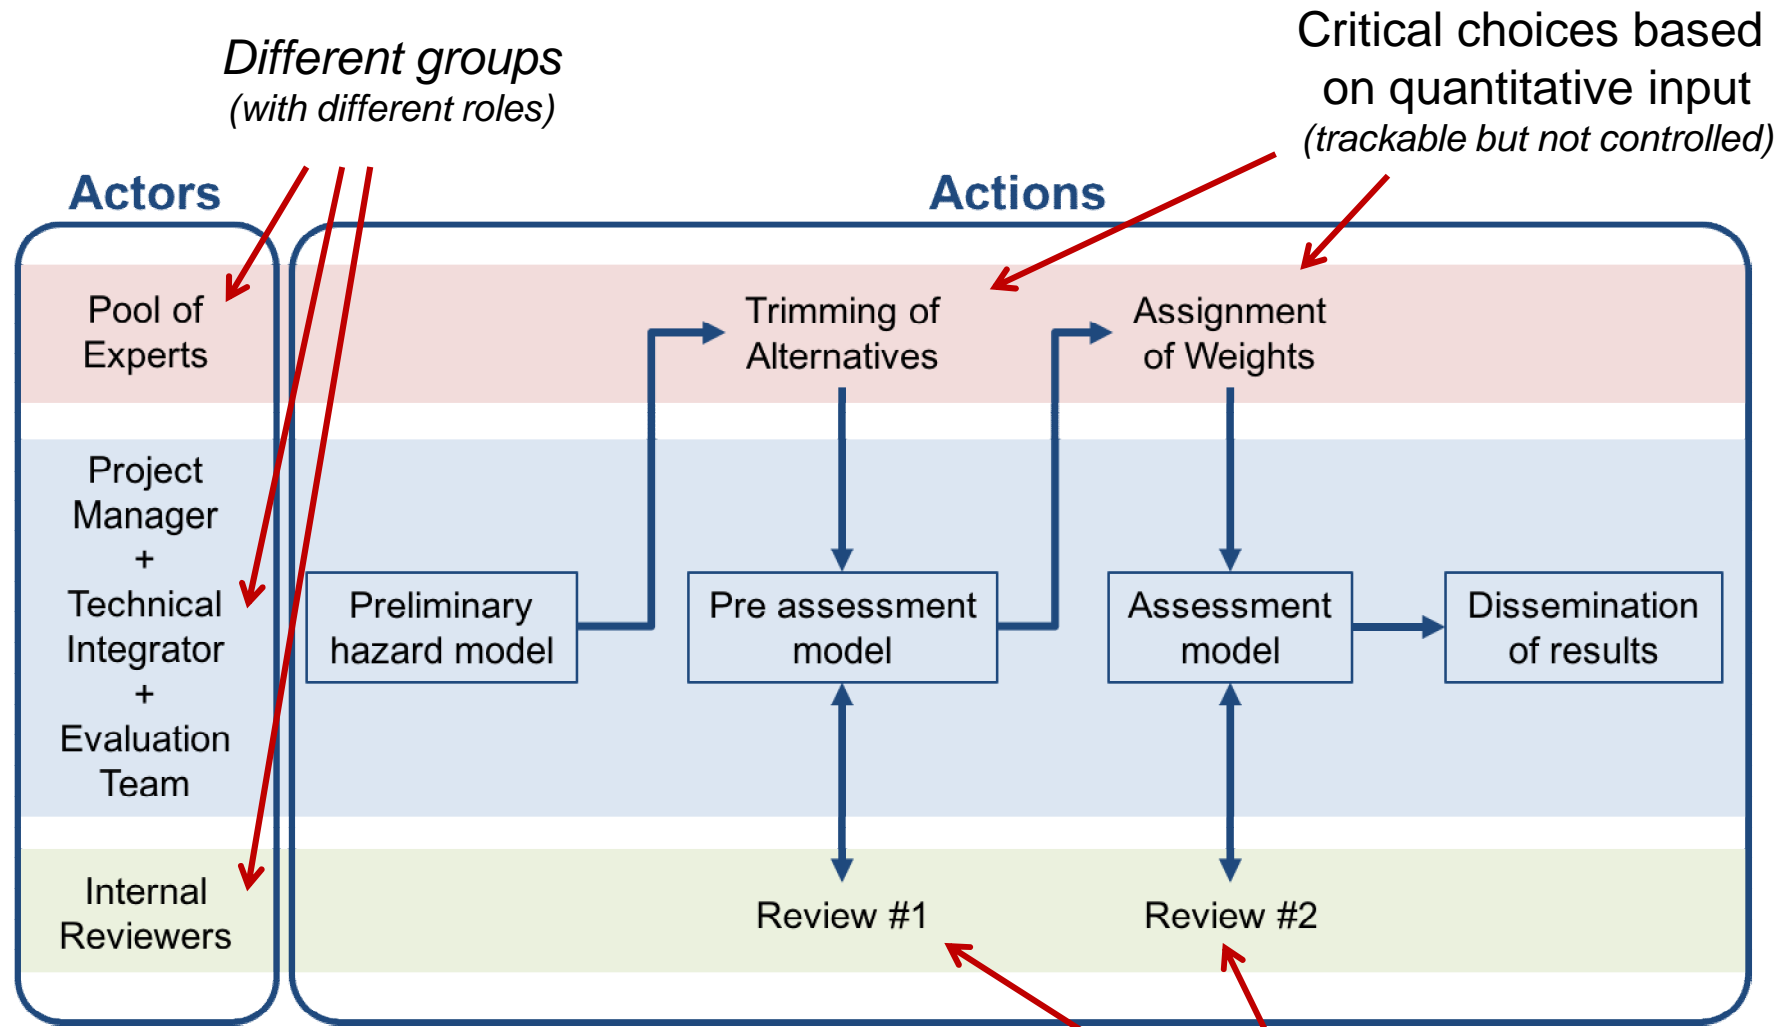 Different groups
(with different roles)
Critical choices based
on quantitative input
(trackable but not controlled)
Actors
Actions
Pool of
Experts
Trimming of
Alternatives
Assignment
of Weights
Project
Manager
+
Technical
Integrator
+
Evaluation
Team
Preliminary
hazard model
Pre assessment
model
Assessment
model
Dissemination
of results
Internal
Reviewers
Review #1
Review #2